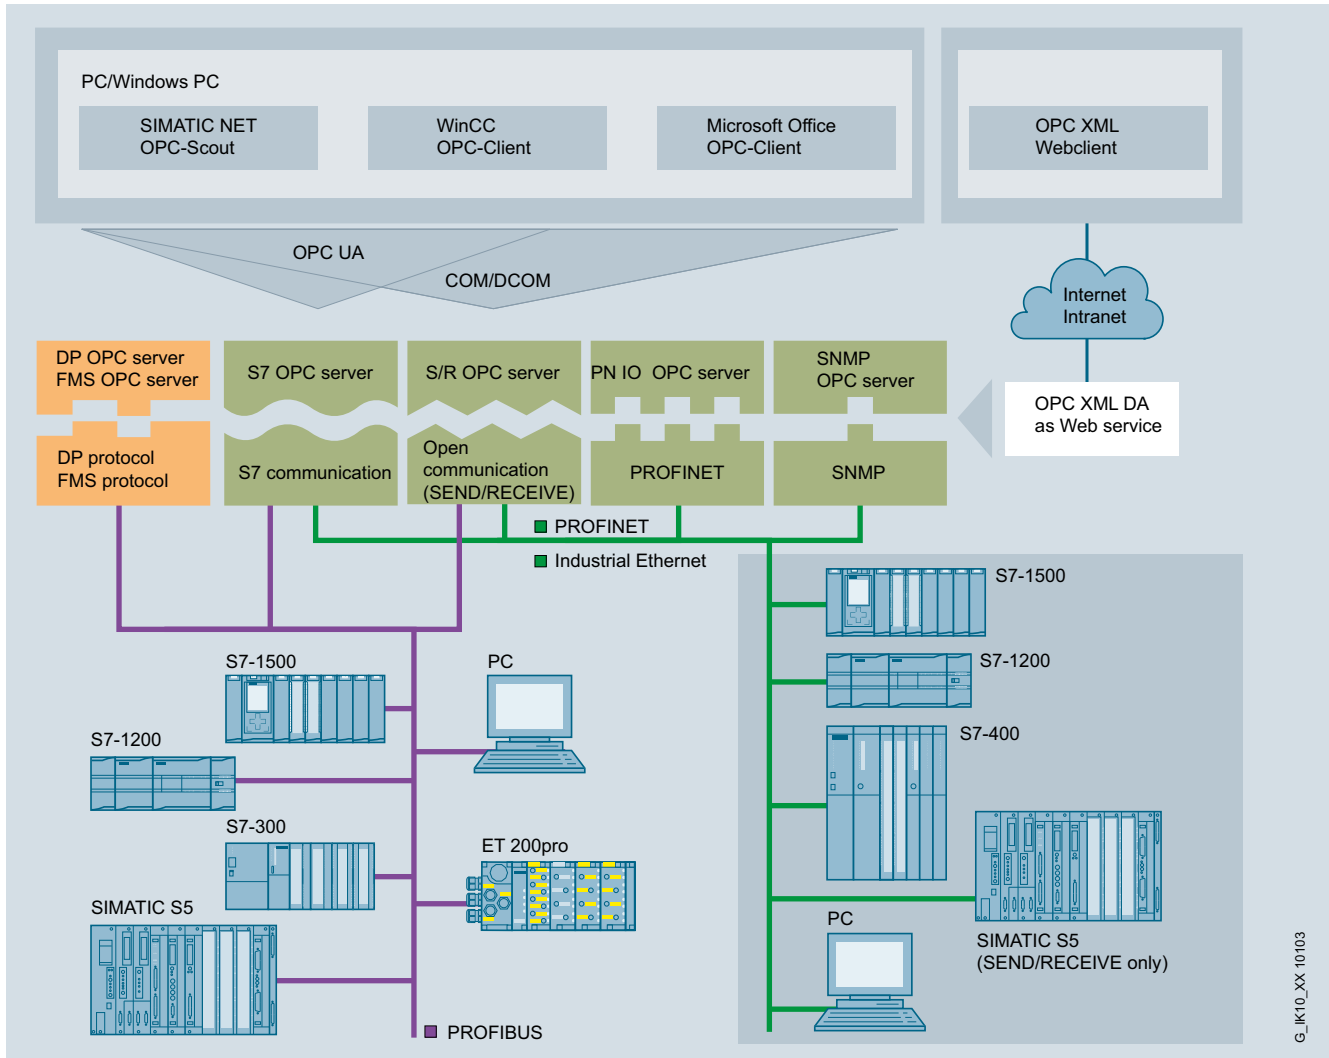 PC/Windows PC
SIMATIC NET
OPC-Scout
WinCC
OPC-Client
Microsoft Office
OPC-Client
OPC XML
Webclient
OPC UA
COM/DCOM
Internet
Intranet
DP OPC server
FMS OPC server
S7 OPC server
S/R OPC server
PN IO OPC server
SNMP
OPC server
OPC XML DA
as Web service
DP protocol
FMS protocol
S7 communication
Open
communication
(SEND/RECEIVE)
PROFINET
SNMP
PROFINET
Industrial Ethernet
S7-1500
S7-1200
S7-400
SIMATIC S5
(SEND/RECEIVE only)
PC
S7-1500
PC
S7-1200
S7-300
ET 200pro
SIMATIC S5
PROFIBUS
G_IK10_XX 10103